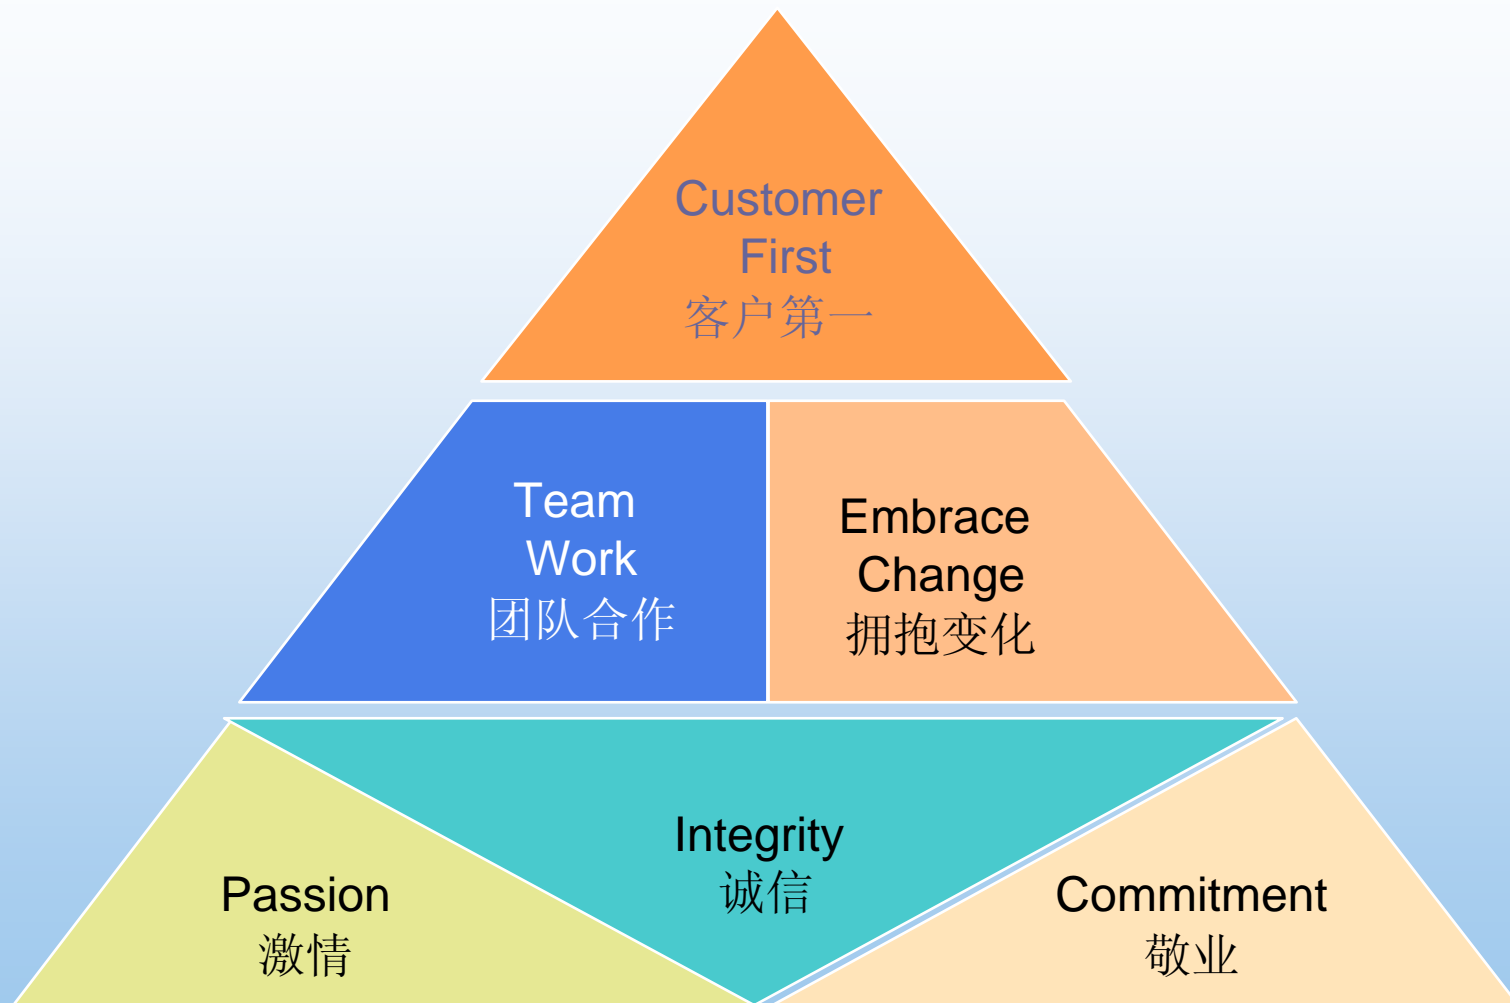 Customer
First
客户第一
Team
Work
团队合作
Embrace
Change
拥抱变化
Passion
激情
Integrity
诚信
Commitment
敬业